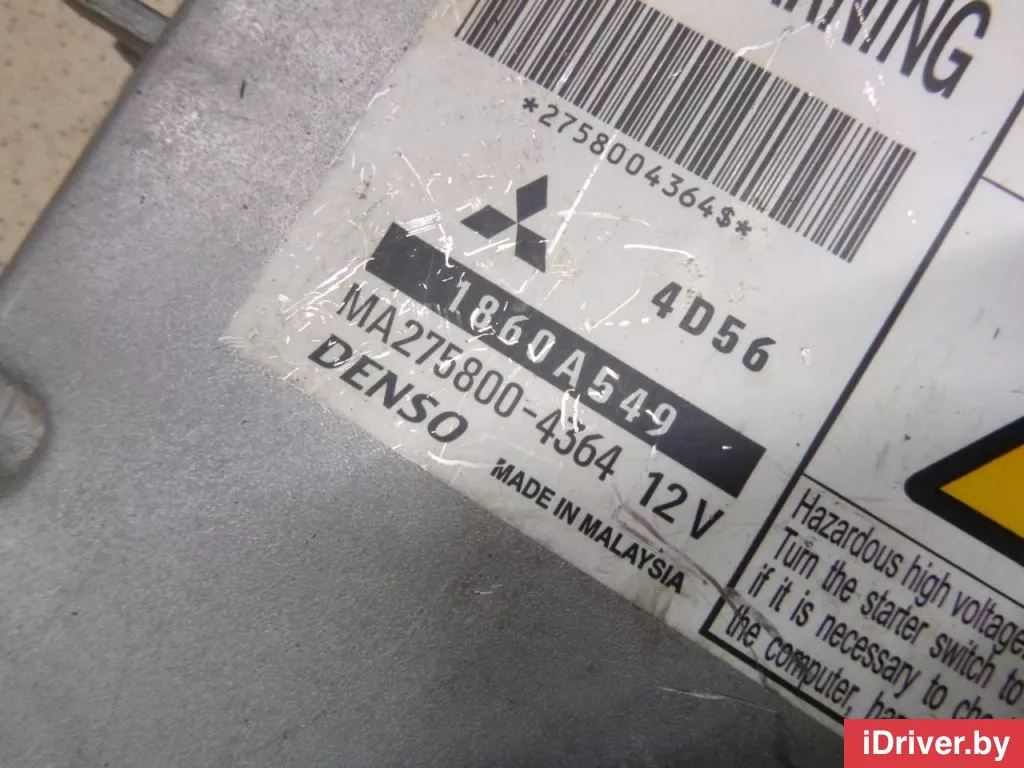 *2758004364$*
4D56
1860A549
MA275800-4364 12V
DENSO
MADE IN MALAYSIA
Hazardous high voltage.
Turn the starter switch to
if it is necessary to
the computer,
iDriver.by